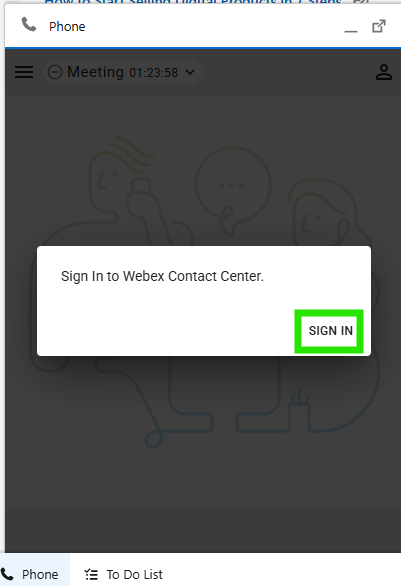 How to Start Selling Digital Products in 7 Steps
Phone
Meeting 01:23:58
Sign In to Webex Contact Center.
SIGN IN
Phone
To Do List